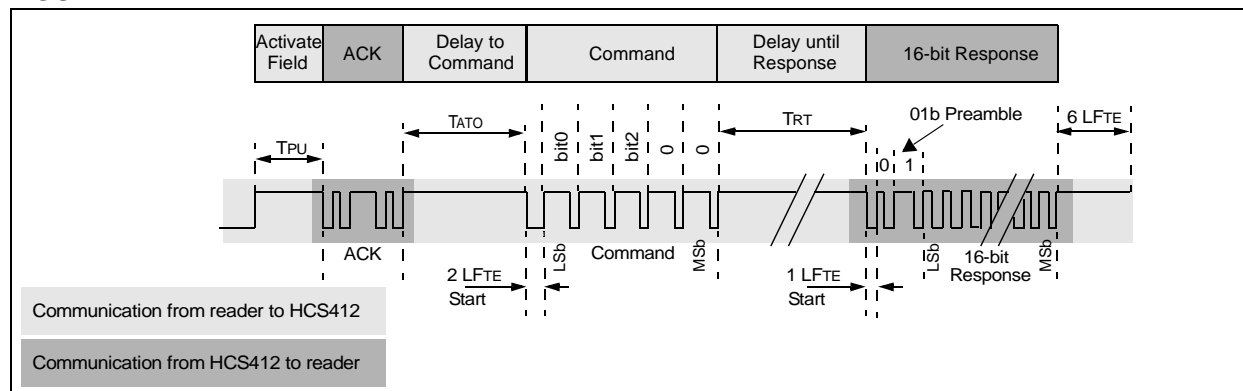 Activate Field
ACK
Delay to Command
Command
Delay until Response
16-bit Response
TPU
TATO
bit0
bit1
bit2
0
0
TRT
01b Preamble
0
1
6 LFTE
ACK
LSb
Command
MSb
LSb
16-bit
Response
MSb
2 LFTE
Start
1 LFTE
Start
Communication from reader to HCS412
Communication from HCS412 to reader